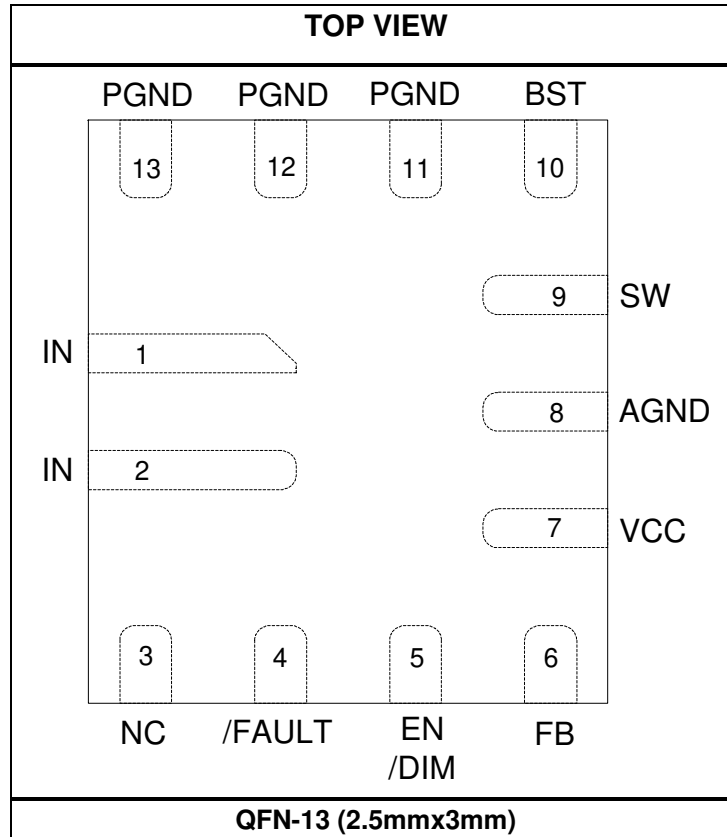 TOP VIEW
PGND PGND PGND BST
13 12 11 10
9 SW
IN 1
8 AGND
IN 2
7 VCC
3 4 5 6
NC /FAULT EN FB
/DIM
QFN-13 (2.5mmx3mm)